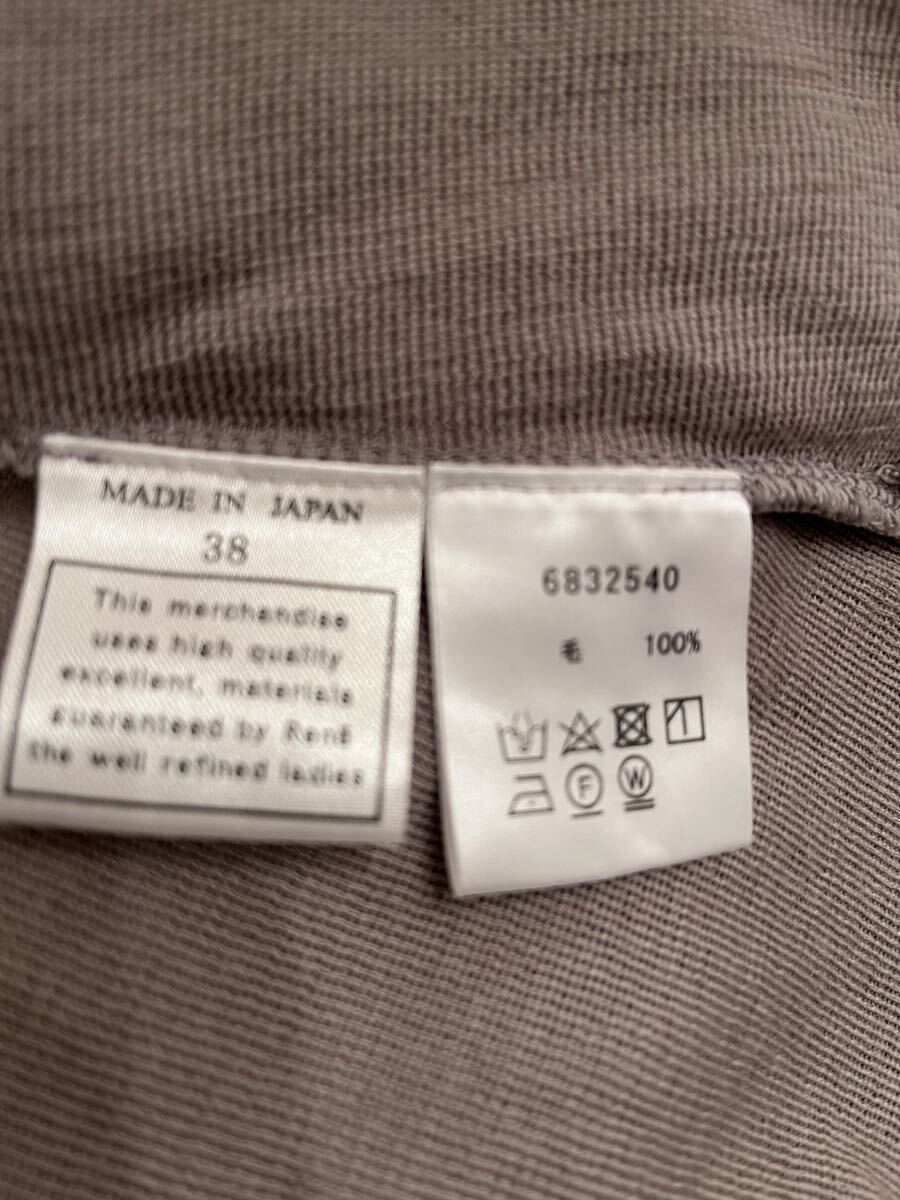 MADE IN JAPAN
38
This merchandise
uses high quality
excellent, materials
guaranteed by René
the well refined ladies
6832540
毛 100%
F W